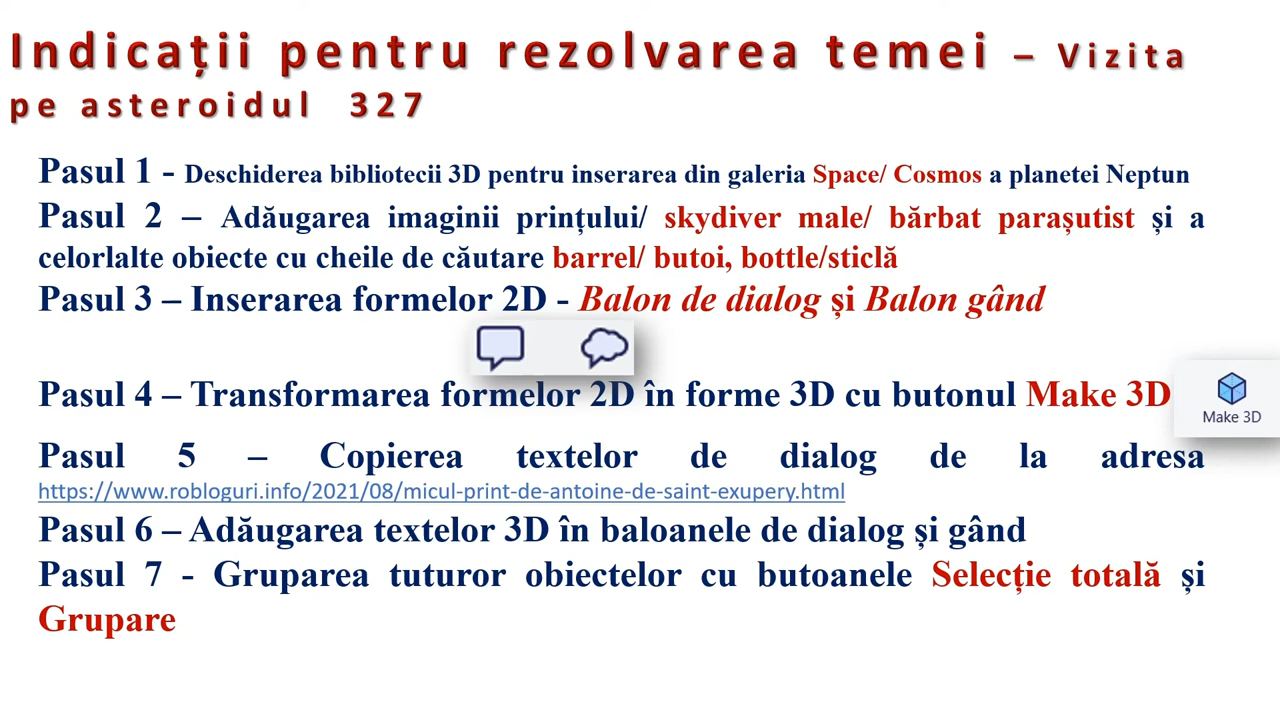 Indicații pentru rezolvarea temei – Vizita
pe asteroidul 327
Pasul 1 - Deschiderea bibliotecii 3D pentru inserarea din galeria Space/ Cosmos a planetei Neptun
Pasul 2 – Adăugarea imaginii prințului/ skydiver male/ bărbat parașutist și a
celorlalte obiecte cu cheile de căutare barrel/ butoi, bottle/sticlă
Pasul 3 – Inserarea formelor 2D - Balon de dialog și Balon gând
Pasul 4 – Transformarea formelor 2D în forme 3D cu butonul Make 3D
Make 3D
Pasul 5 – Copierea textelor de dialog de la adresa
https://www.robloguri.info/2021/08/micul-print-de-antoine-de-saint-exupery.html
Pasul 6 – Adăugarea textelor 3D în baloanele de dialog și gând
Pasul 7 - Gruparea tuturor obiectelor cu butoanele Selecție totală și
Grupare